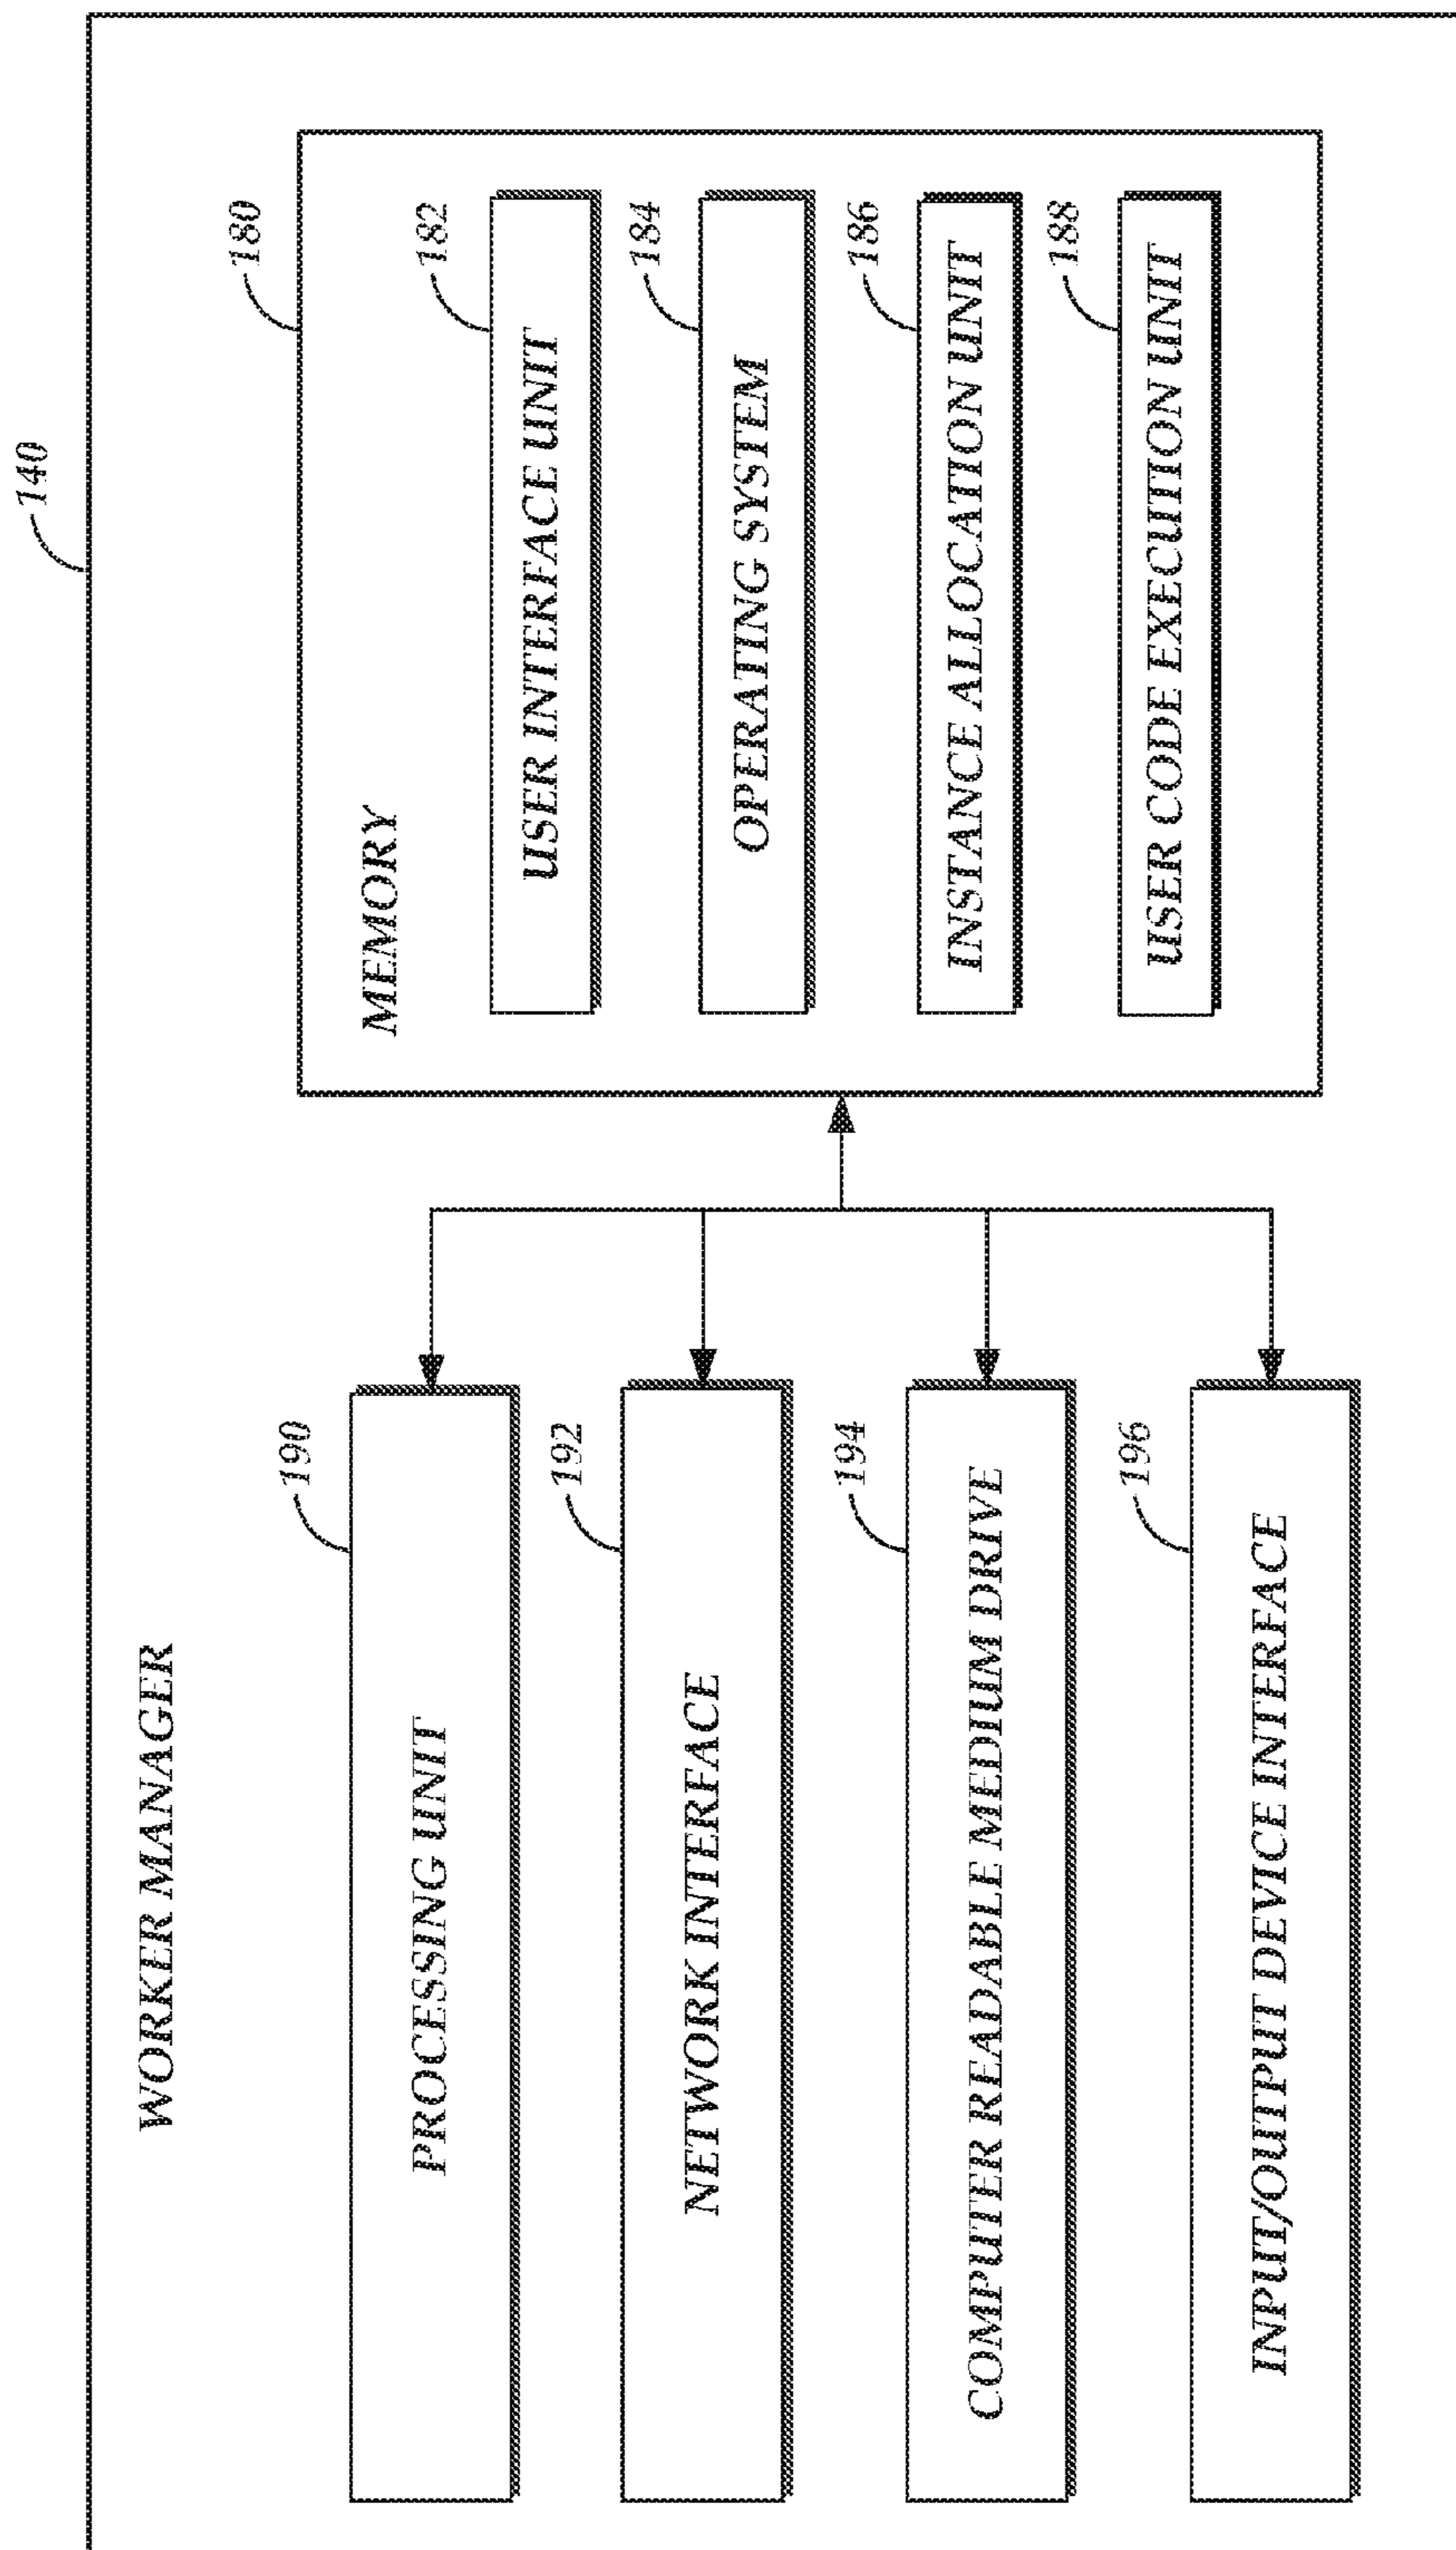 140
WORKER MANAGER
180
MEMORY
190
PROCESSING UNIT
182
USER INTERFACE UNIT
192
NETWORK INTERFACE
184
OPERATING SYSTEM
194
COMPUTER READABLE MEDIUM DRIVE
186
INSTANCE ALLOCATION UNIT
196
INPUT/OUTPUT DEVICE INTERFACE
188
USER CODE EXECUTION UNIT